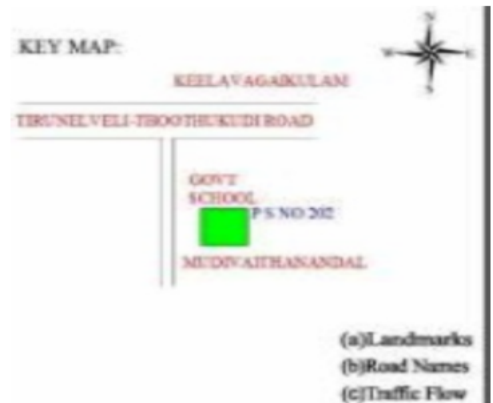 N
KEY MAP:
W E
S
KEELAVAGAIKULAM
TIRUNELVELI-THOOTHUKUDI ROAD
GOVT
SCHOOL
P S NO 202
MUDIVAITHANANDAL
(a)Landmarks
(b)Road Names
(c)Traffic Flow